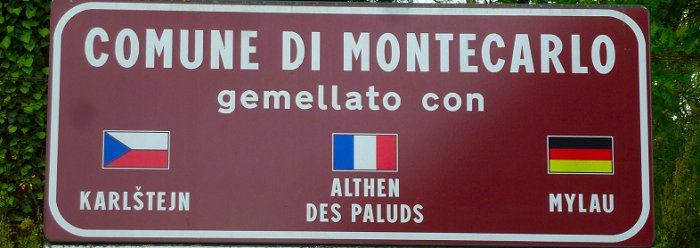 COMUNE DI MONTECARLO
gemellato con
KARLŠTEJN
ALTHEN
DES PALUDS
MYLAU